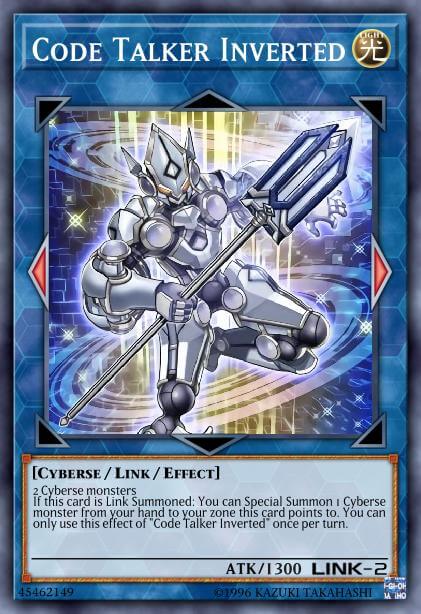 CODE TALKER INVERTED
LIGHT
光
[CYBERSE / LINK / EFFECT]
2 Cyberse monsters
If this card is Link Summoned: You can Special Summon 1 Cyberse
monster from your hand to your zone this card points to. You can
only use this effect of "Code Talker Inverted" once per turn.
ATK/1300 LINK-2
45462149
©1996 KAZUKI TAKAHASHI